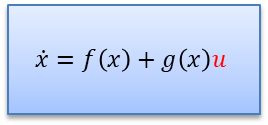 ẋ = f(x) + g(x)u